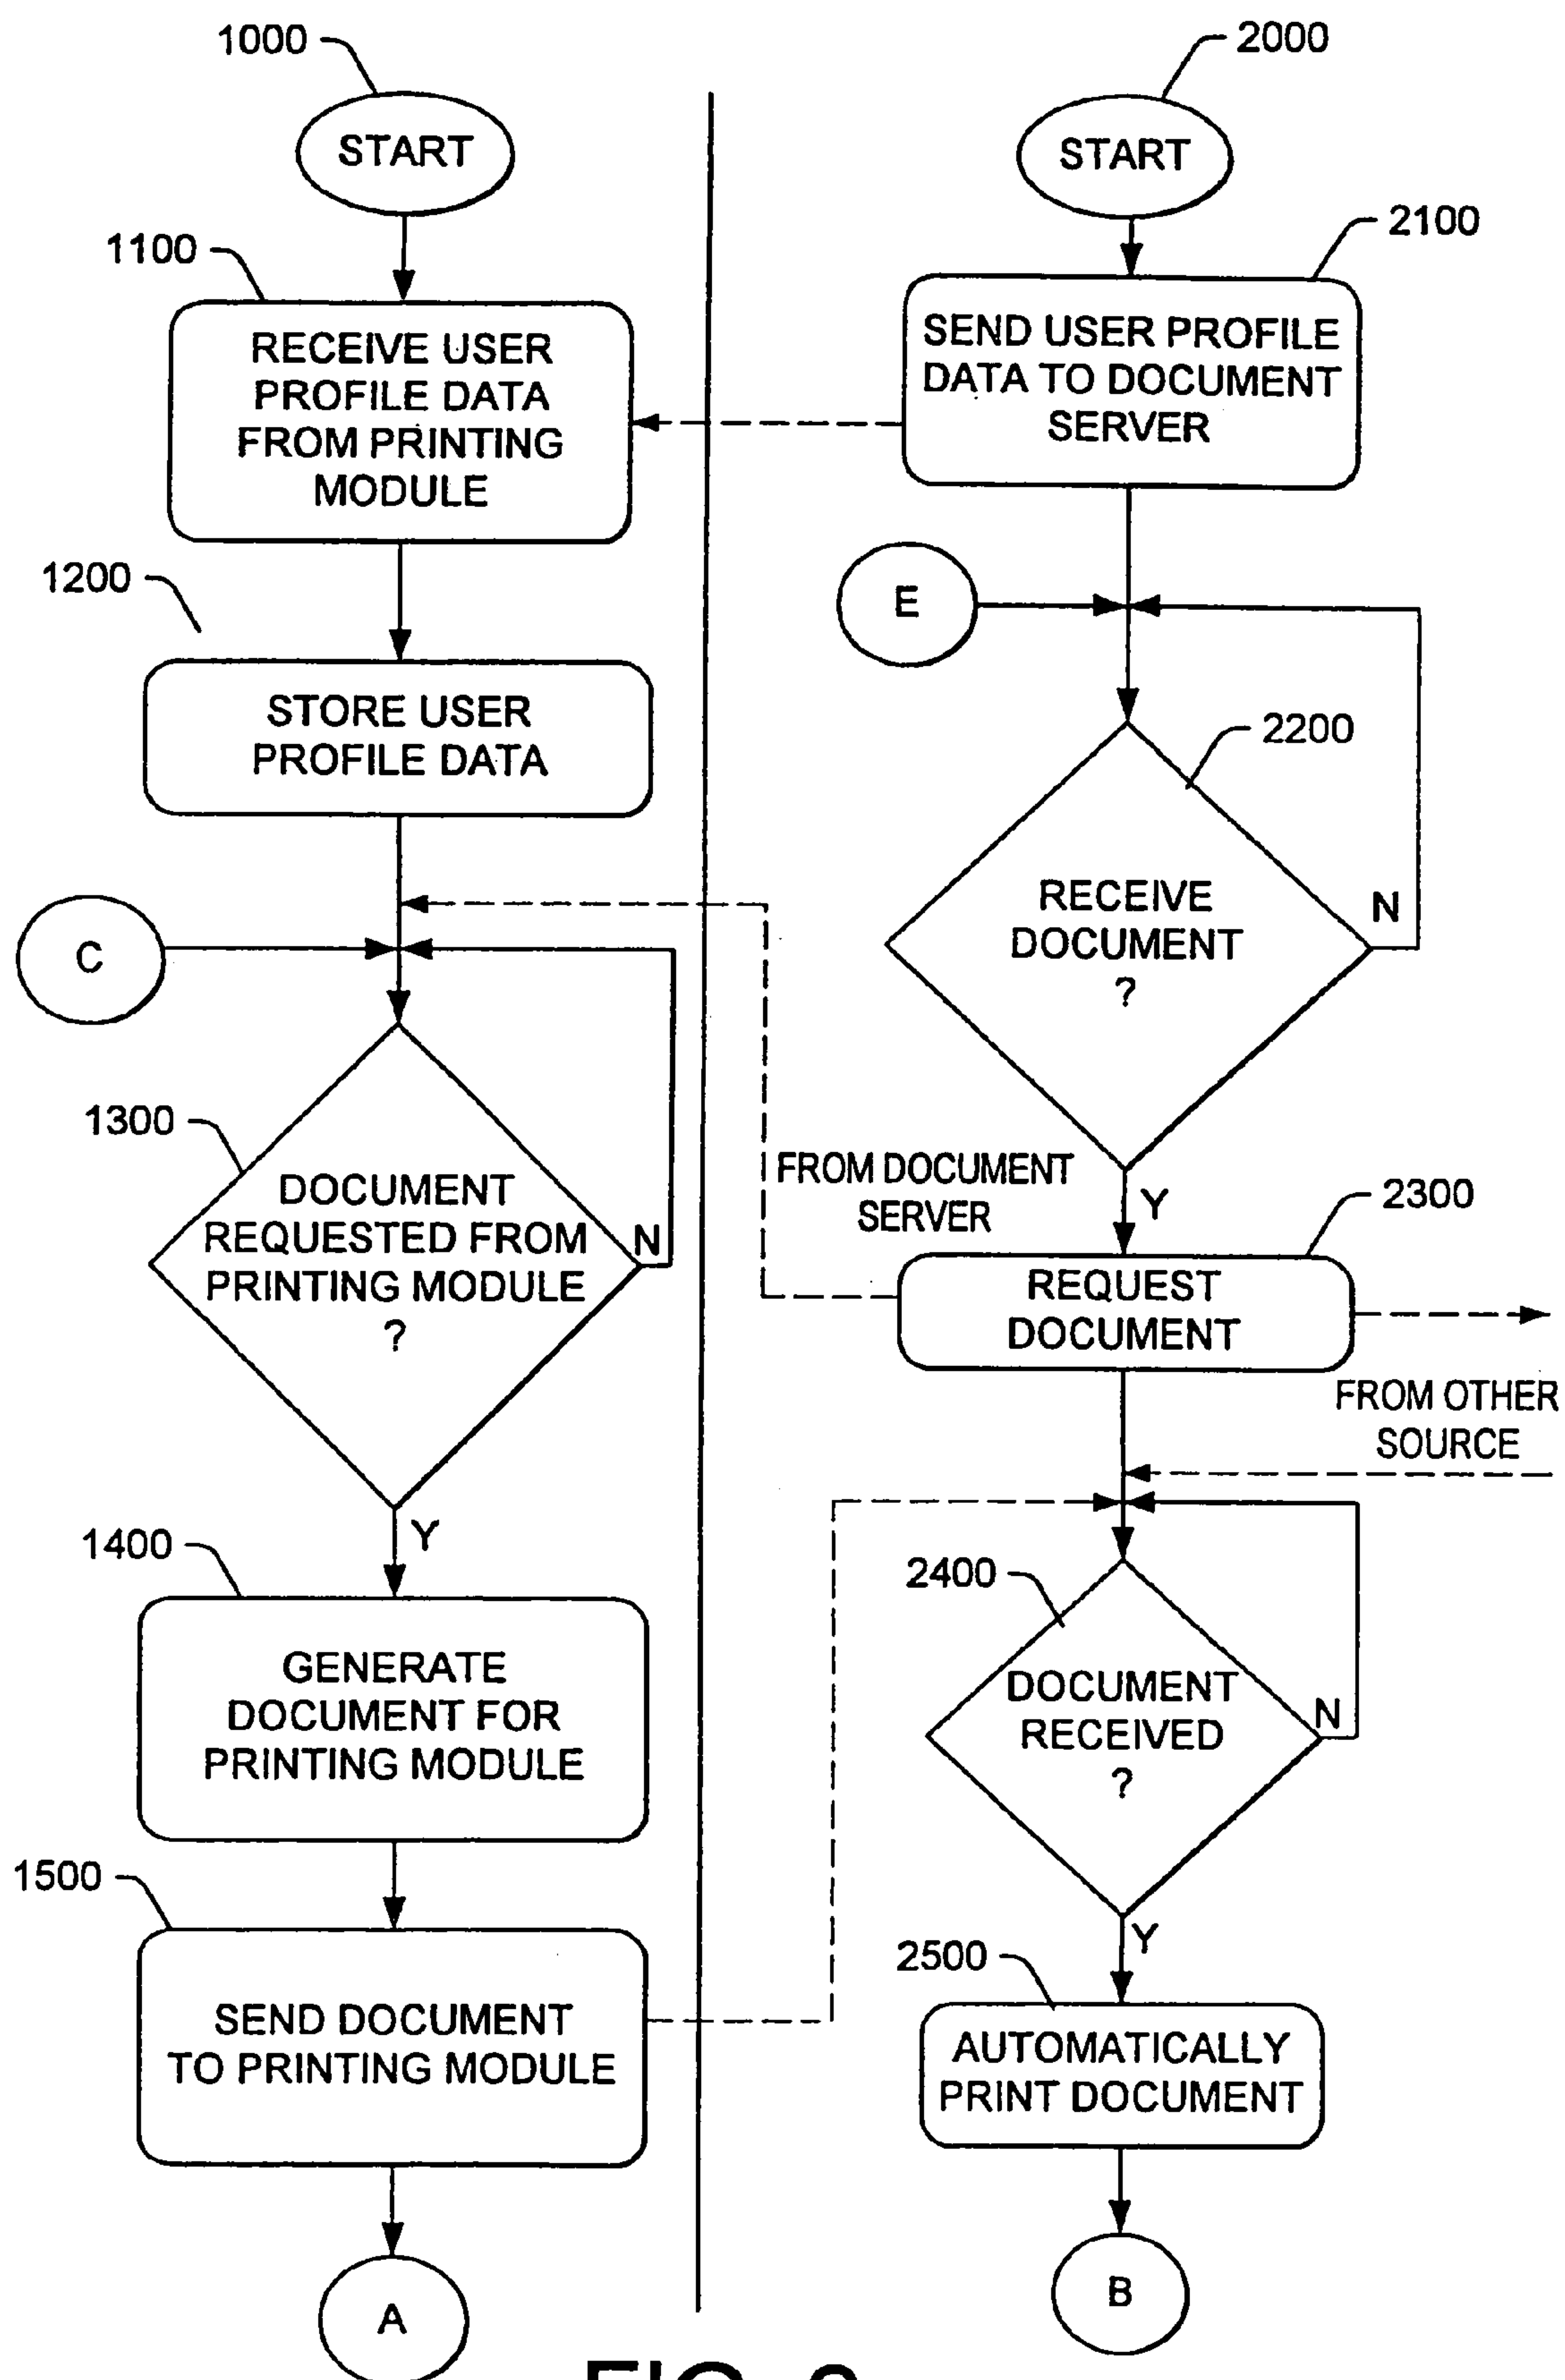 1000
START
1100
RECEIVE USER
PROFILE DATA
FROM PRINTING
MODULE
1200
STORE USER
PROFILE DATA
C
1300
DOCUMENT
REQUESTED FROM
PRINTING MODULE
?
N
Y
1400
GENERATE
DOCUMENT FOR
PRINTING MODULE
1500
SEND DOCUMENT
TO PRINTING MODULE
A
2000
START
2100
SEND USER PROFILE
DATA TO DOCUMENT
SERVER
E
2200
RECEIVE
DOCUMENT
?
N
Y
FROM DOCUMENT
SERVER
2300
REQUEST
DOCUMENT
FROM OTHER
SOURCE
2400
DOCUMENT
RECEIVED
?
N
Y
2500
AUTOMATICALLY
PRINT DOCUMENT
B